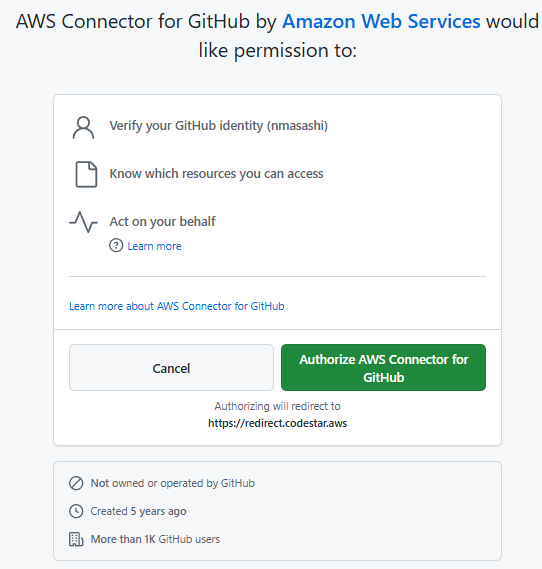 AWS Connector for GitHub by Amazon Web Services would
like permission to:
Verify your GitHub identity (nmasashi)
Know which resources you can access
Act on your behalf
Learn more
Learn more about AWS Connector for GitHub
Cancel
Authorize AWS Connector for
GitHub
Authorizing will redirect to
https://redirect.codestar.aws
Not owned or operated by GitHub
Created 5 years ago
More than 1K GitHub users